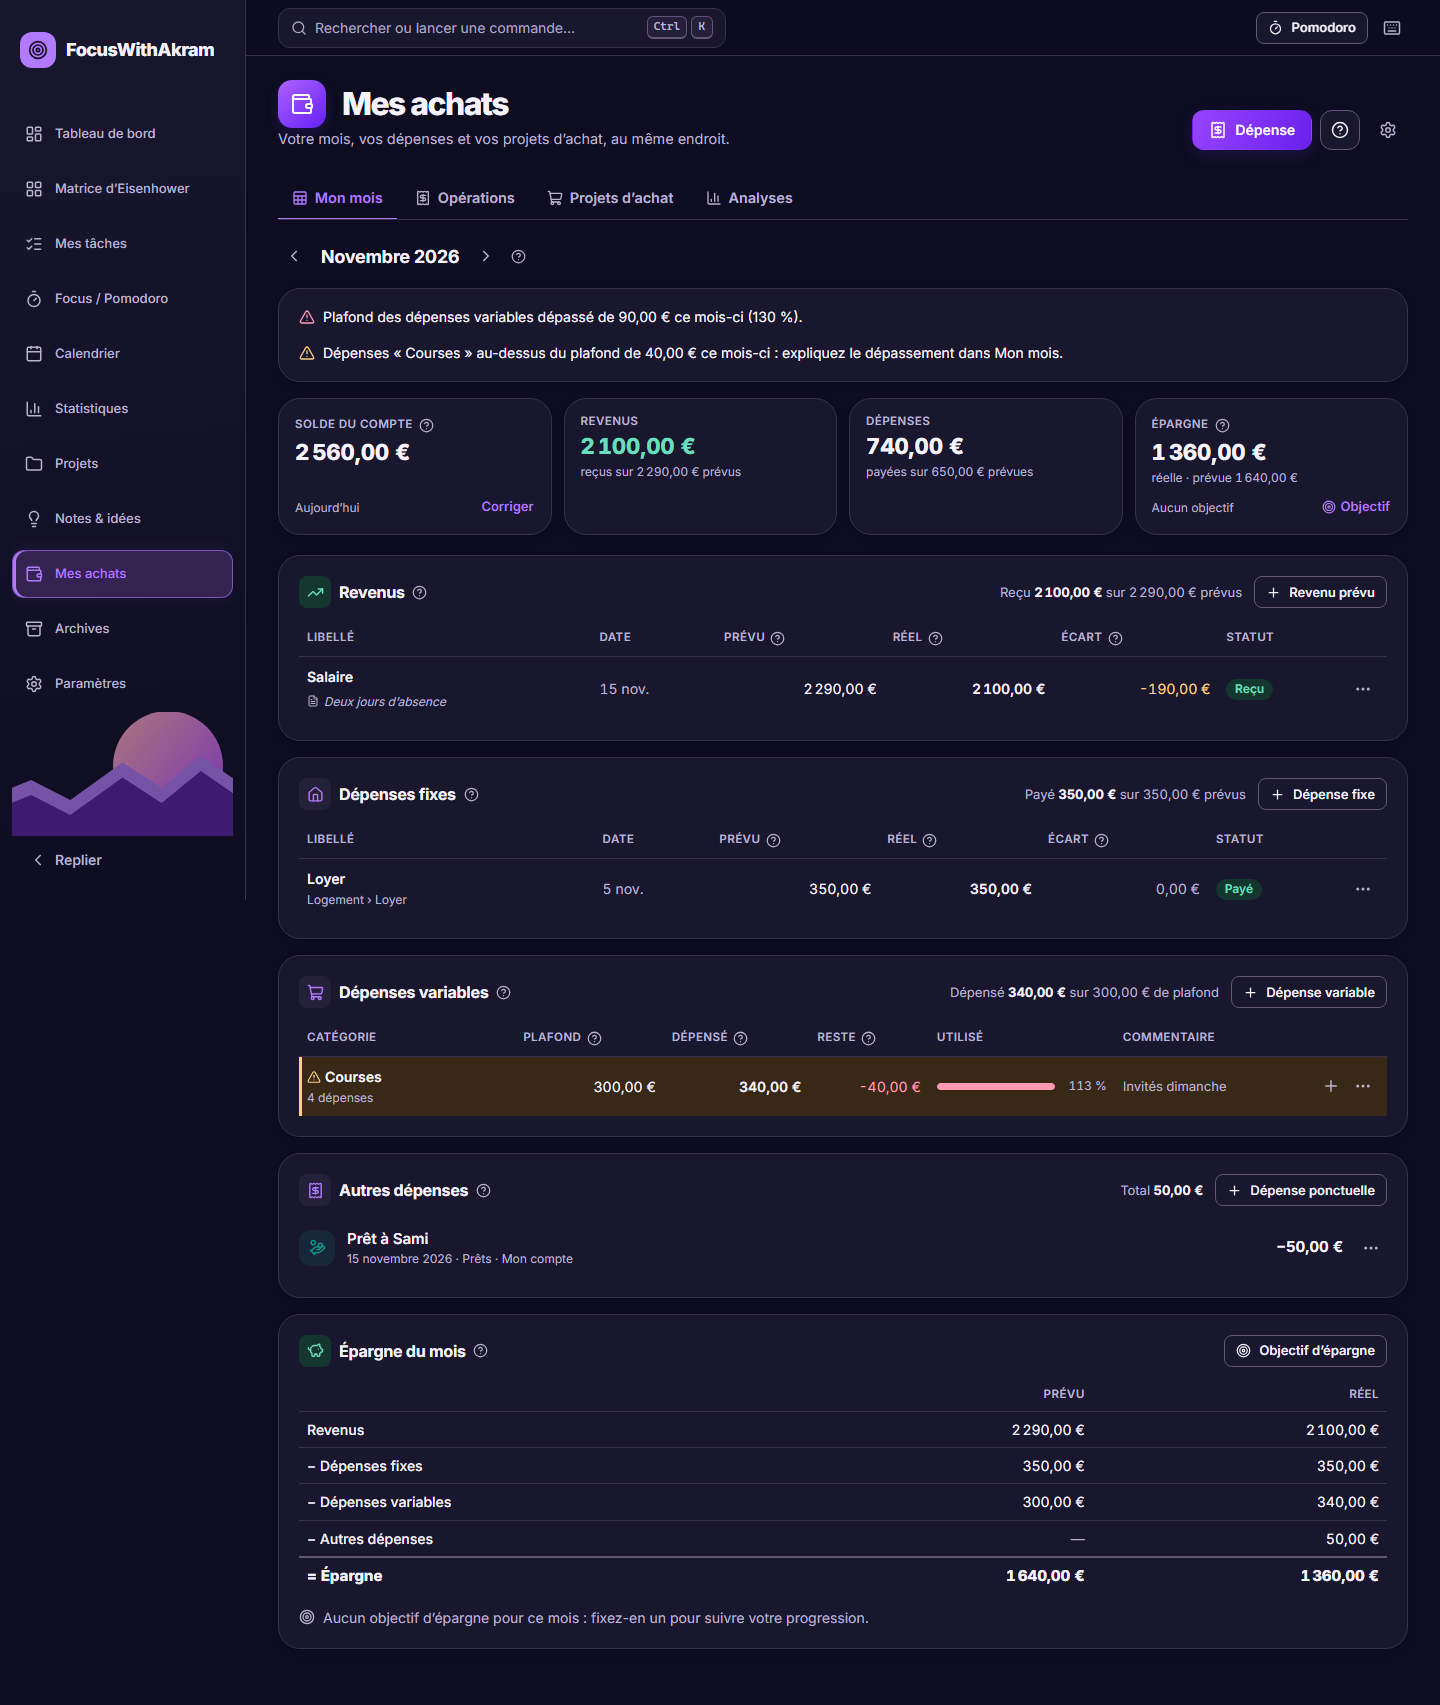 FocusWithAkram
Rechercher ou lancer une commande...
Ctrl K
Pomodoro
Tableau de bord
Matrice d’Eisenhower
Mes tâches
Focus / Pomodoro
Calendrier
Statistiques
Projets
Notes & idées
Mes achats
Archives
Paramètres
Replier
Mes achats
Votre mois, vos dépenses et vos projets d’achat, au même endroit.
Dépense
Mon mois
Opérations
Projets d’achat
Analyses
Novembre 2026
Plafond des dépenses variables dépassé de 90,00 € ce mois-ci (130 %).
Dépenses « Courses » au-dessus du plafond de 40,00 € ce mois-ci : expliquez le dépassement dans Mon mois.
SOLDE DU COMPTE
2 560,00 €
Aujourd’hui
Corriger
REVENUS
2 100,00 €
reçus sur 2 290,00 € prévus
DÉPENSES
740,00 €
payées sur 650,00 € prévues
ÉPARGNE
1 360,00 €
réelle · prévue 1 640,00 €
Aucun objectif
Objectif
Revenus
Reçu 2 100,00 € sur 2 290,00 € prévus
+ Revenu prévu
LIBELLÉ DATE PRÉVU RÉEL ÉCART STATUT
Salaire
Deux jours d’absence
15 nov. 2 290,00 € 2 100,00 € -190,00 € Reçu
Dépenses fixes
Payé 350,00 € sur 350,00 € prévus
+ Dépense fixe
LIBELLÉ DATE PRÉVU RÉEL ÉCART STATUT
Loyer
Logement › Loyer
5 nov. 350,00 € 350,00 € 0,00 € Payé
Dépenses variables
Dépensé 340,00 € sur 300,00 € de plafond
+ Dépense variable
CATÉGORIE PLAFOND DÉPENSÉ RESTE UTILISÉ COMMENTAIRE
Courses
4 dépenses
300,00 € 340,00 € -40,00 € 113 % Invités dimanche
Autres dépenses
Total 50,00 €
+ Dépense ponctuelle
Prêt à Sami
15 novembre 2026 · Prêts · Mon compte
−50,00 €
Épargne du mois
Objectif d’épargne
PRÉVU RÉEL
Revenus 2 290,00 € 2 100,00 €
− Dépenses fixes 350,00 € 350,00 €
− Dépenses variables 300,00 € 340,00 €
− Autres dépenses — 50,00 €
= Épargne 1 640,00 € 1 360,00 €
Aucun objectif d’épargne pour ce mois : fixez-en un pour suivre votre progression.